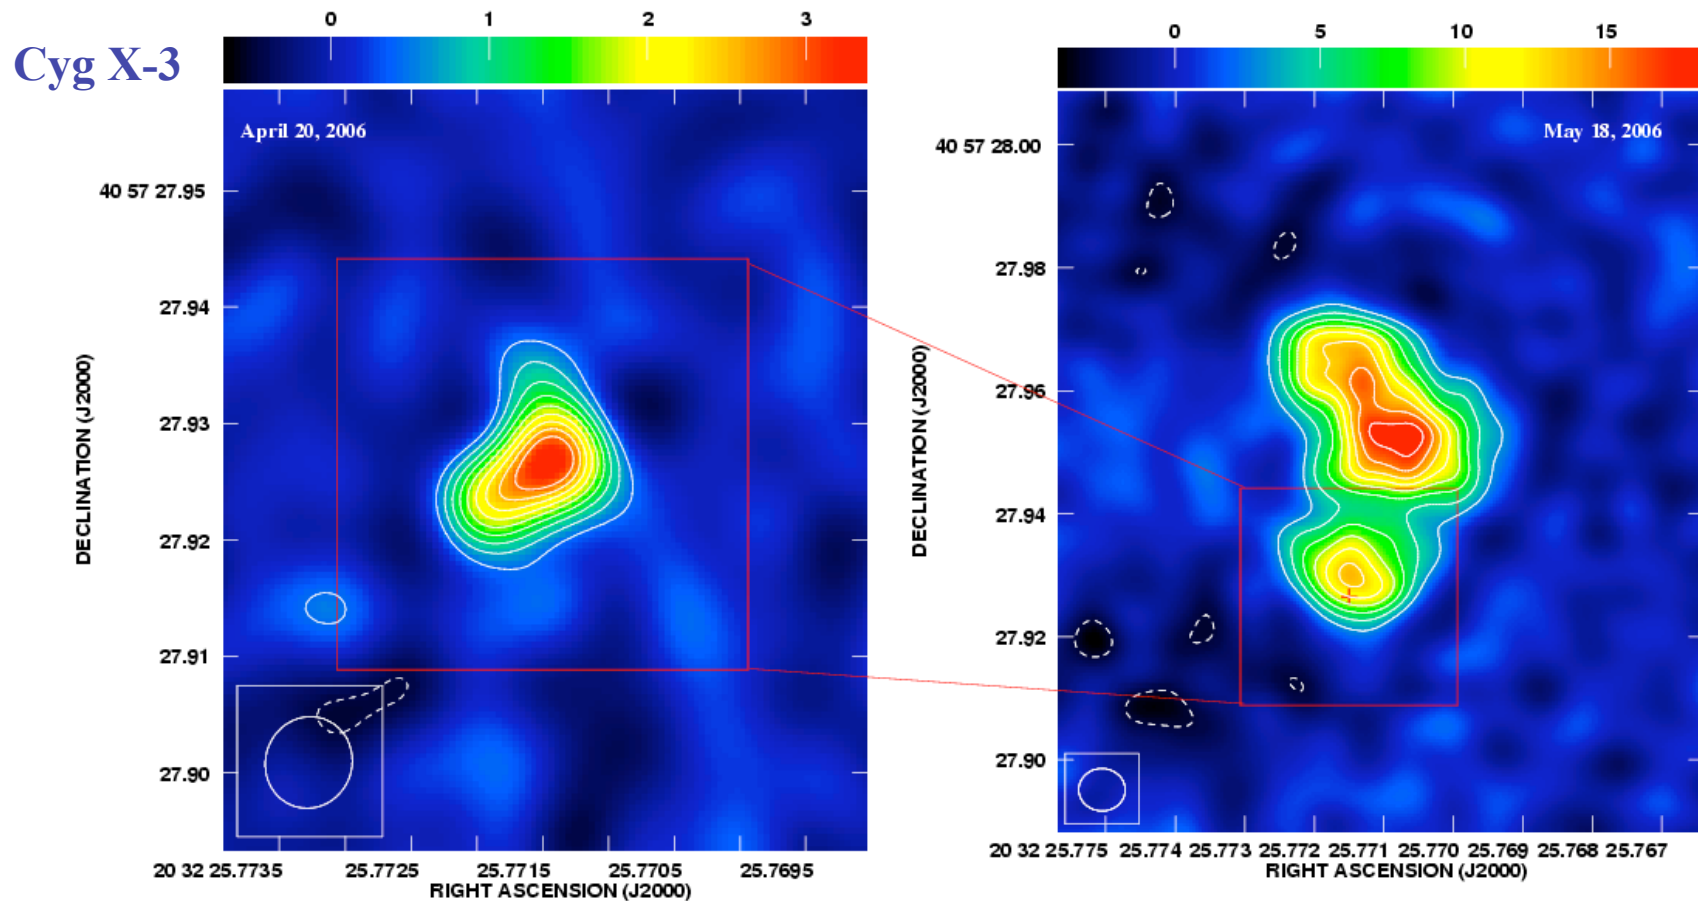 Cyg X-3
0 1 2 3
April 20, 2006
40 57 27.95
27.94
27.93
27.92
27.91
27.90
DECLINATION (J2000)
20 32 25.7735 25.7725 25.7715 25.7705 25.7695
RIGHT ASCENSION (J2000)
0 5 10 15
May 18, 2006
40 57 28.00
27.98
27.96
27.94
27.92
27.90
DECLINATION (J2000)
20 32 25.775 25.774 25.773 25.772 25.771 25.770 25.769 25.768 25.767
RIGHT ASCENSION (J2000)